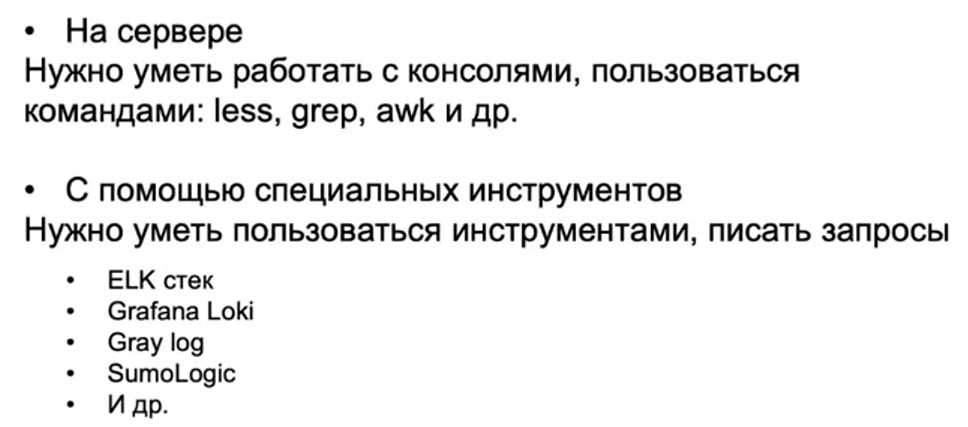 • На сервере
Нужно уметь работать с консолями, пользоваться
командами: less, grep, awk и др.
• С помощью специальных инструментов
Нужно уметь пользоваться инструментами, писать запросы
• ELK стек
• Grafana Loki
• Gray log
• SumoLogic
• И др.